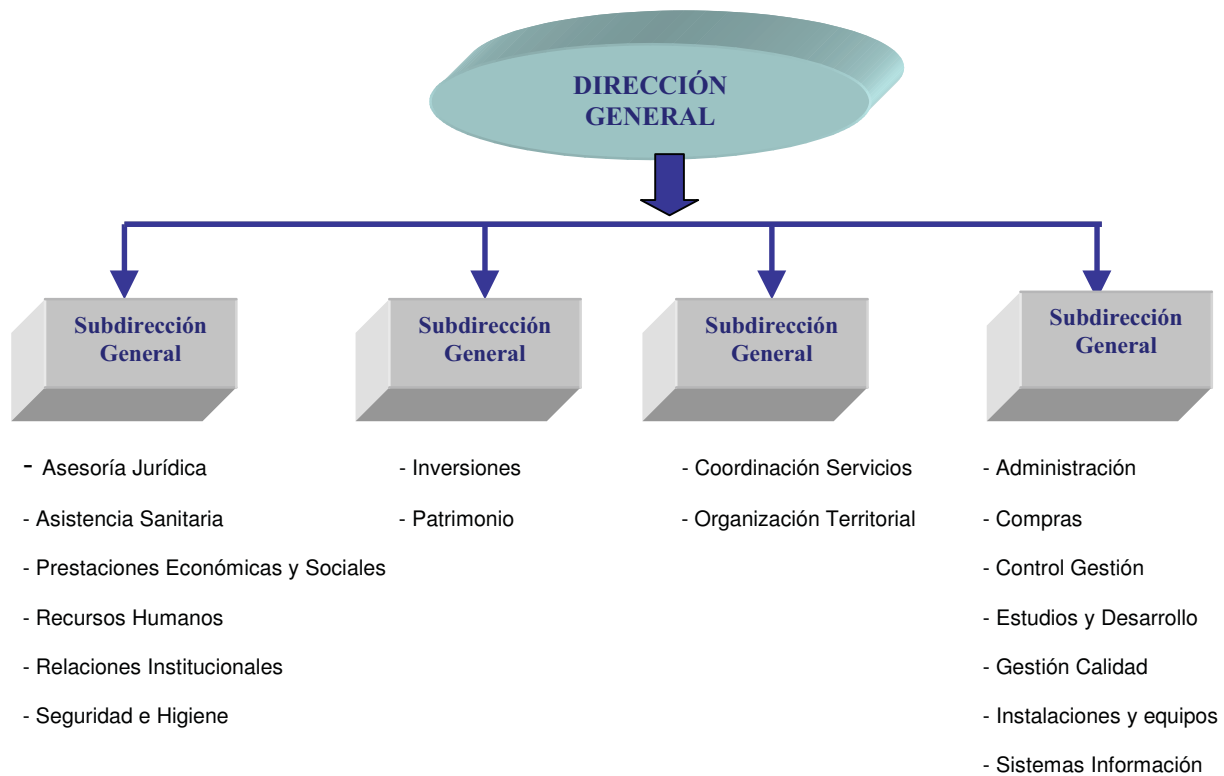 DIRECCIÓN
GENERAL
Subdirección
General
- Asesoría Jurídica
- Asistencia Sanitaria
- Prestaciones Económicas y Sociales
- Recursos Humanos
- Relaciones Institucionales
- Seguridad e Higiene
Subdirección
General
- Inversiones
- Patrimonio
Subdirección
General
- Coordinación Servicios
- Organización Territorial
Subdirección
General
- Administración
- Compras
- Control Gestión
- Estudios y Desarrollo
- Gestión Calidad
- Instalaciones y equipos
- Sistemas Información